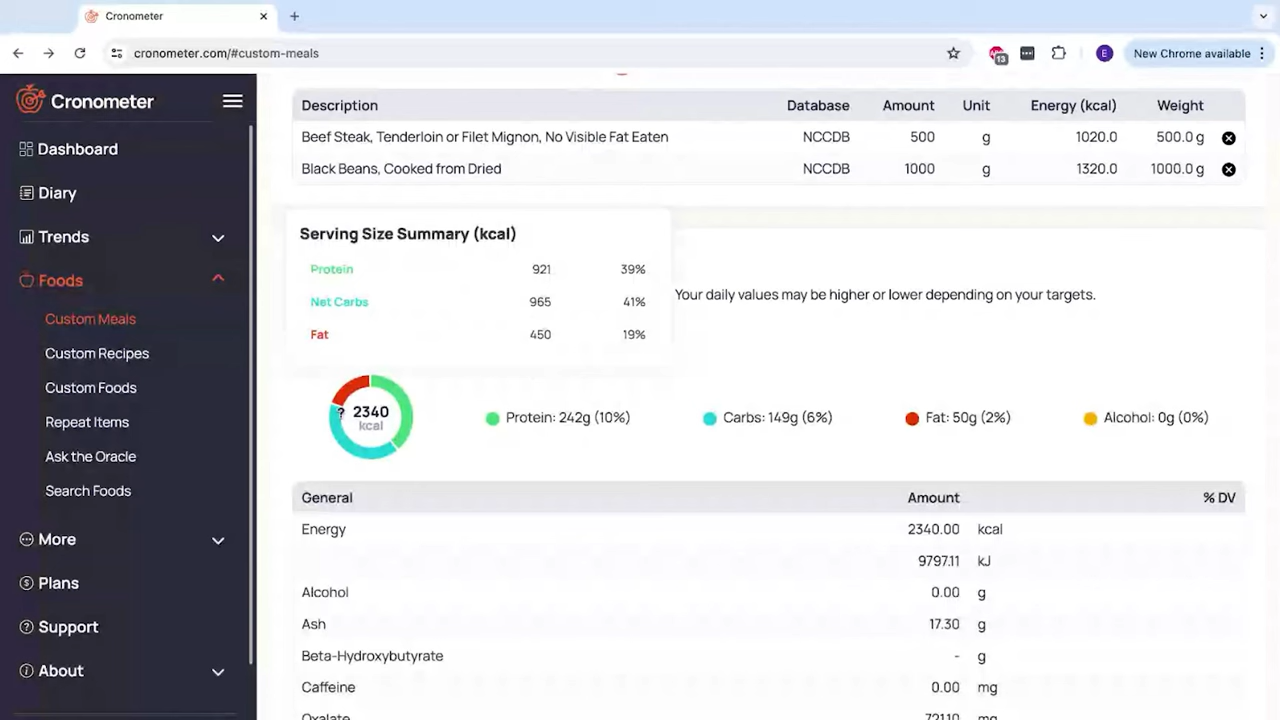 Cronometer
cronometer.com/#custom-meals
13
E
New Chrome available
Cronometer
Dashboard
Diary
Trends
Foods
Custom Meals
Custom Recipes
Custom Foods
Repeat Items
Ask the Oracle
Search Foods
More
Plans
Support
About
Description Database Amount Unit Energy (kcal) Weight
Beef Steak, Tenderloin or Filet Mignon, No Visible Fat Eaten NCCDB 500 g 1020.0 500.0 g
Black Beans, Cooked from Dried NCCDB 1000 g 1320.0 1000.0 g
Serving Size Summary (kcal)
Protein 921 39%
Net Carbs 965 41%
Fat 450 19%
Your daily values may be higher or lower depending on your targets.
2340
kcal
Protein: 242g (10%) Carbs: 149g (6%) Fat: 50g (2%) Alcohol: 0g (0%)
General Amount % DV
Energy 2340.00 kcal
9797.11 kJ
Alcohol 0.00 g
Ash 17.30 g
Beta-Hydroxybutyrate - g
Caffeine 0.00 mg
Oxalate 721.10 mg